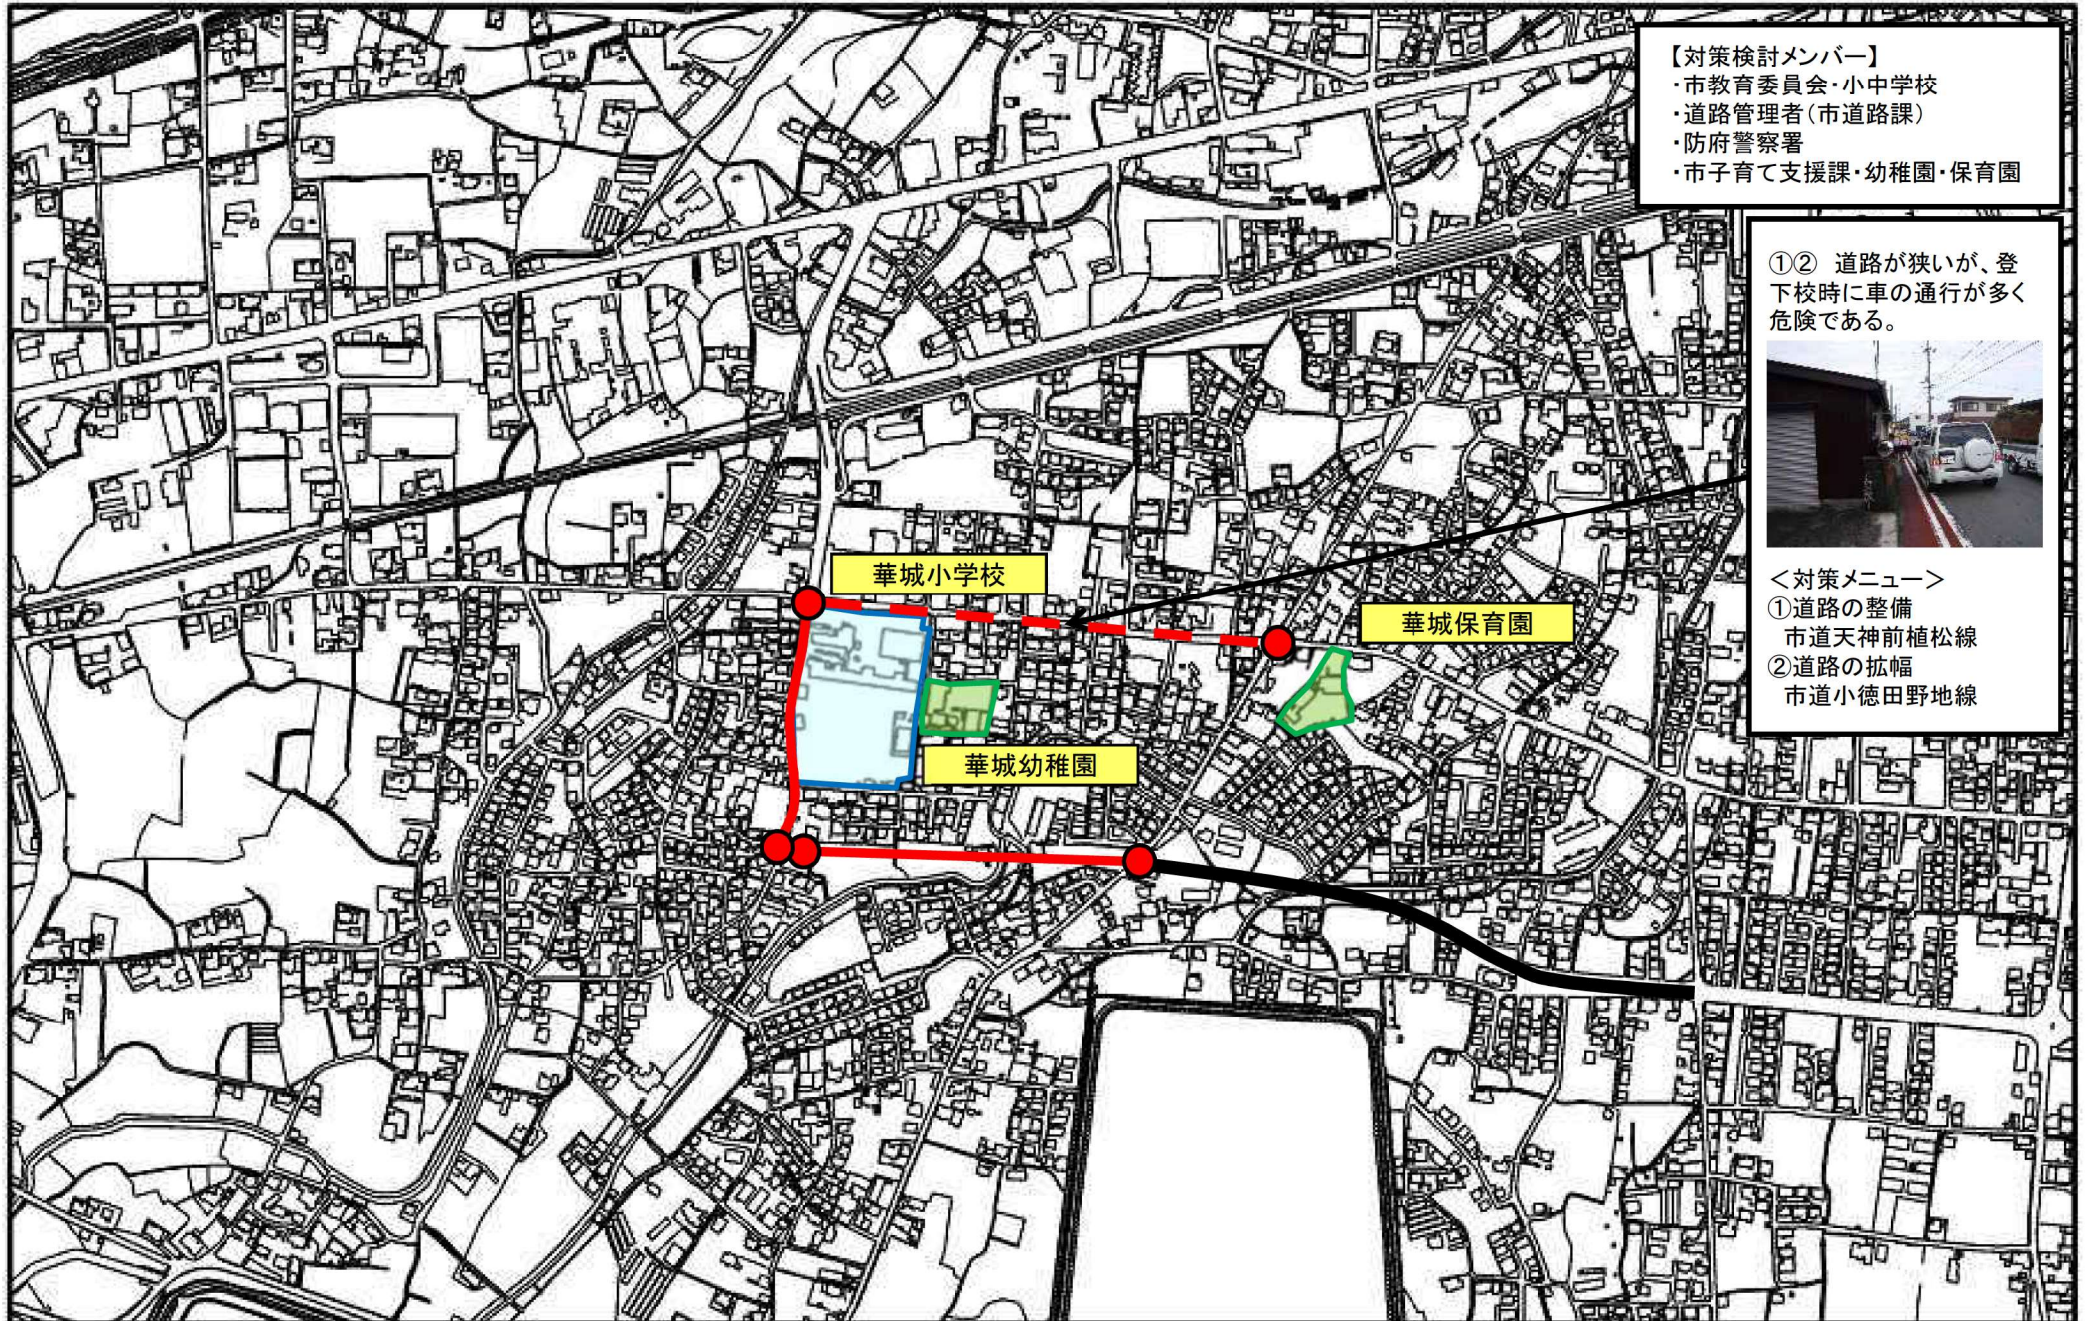 【対策検討メンバー】
・市教育委員会・小中学校
・道路管理者(市道路課)
・防府警察署
・市子育て支援課・幼稚園・保育園
①② 道路が狭いが、登
下校時に車の通行が多く
危険である。
<対策メニュー>
①道路の整備
市道天神前植松線
②道路の拡幅
市道小徳田野地線
華城小学校
華城保育園
華城幼稚園